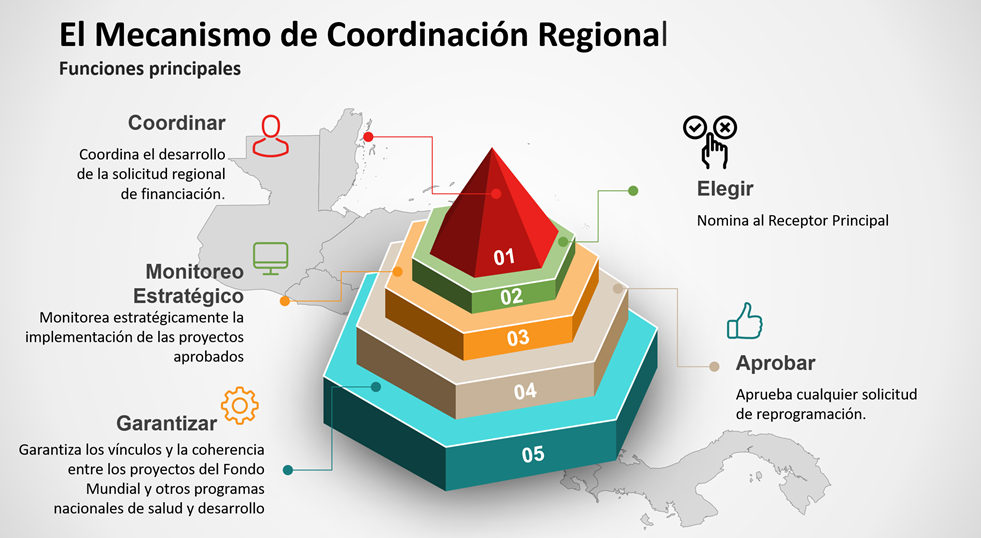 El Mecanismo de Coordinación Regional
Funciones principales
Coordinar
Coordina el desarrollo
de la solicitud regional
de financiación.
Elegir
Nomina al Receptor Principal
Monitoreo
Estratégico
Monitorea estratégicamente la
implementación de las proyectos
aprobados
Aprobar
Aprueba cualquier solicitud
de reprogramación.
Garantizar
Garantiza los vínculos y la coherencia
entre los proyectos del Fondo
Mundial y otros programas
nacionales de salud y desarrollo
01
02
03
04
05